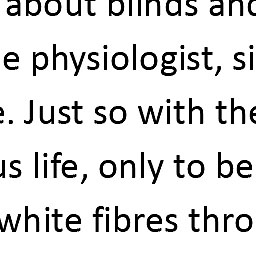 about blinds and
e physiologist, si
e. Just so with the
us life, only to be
white fibres thro